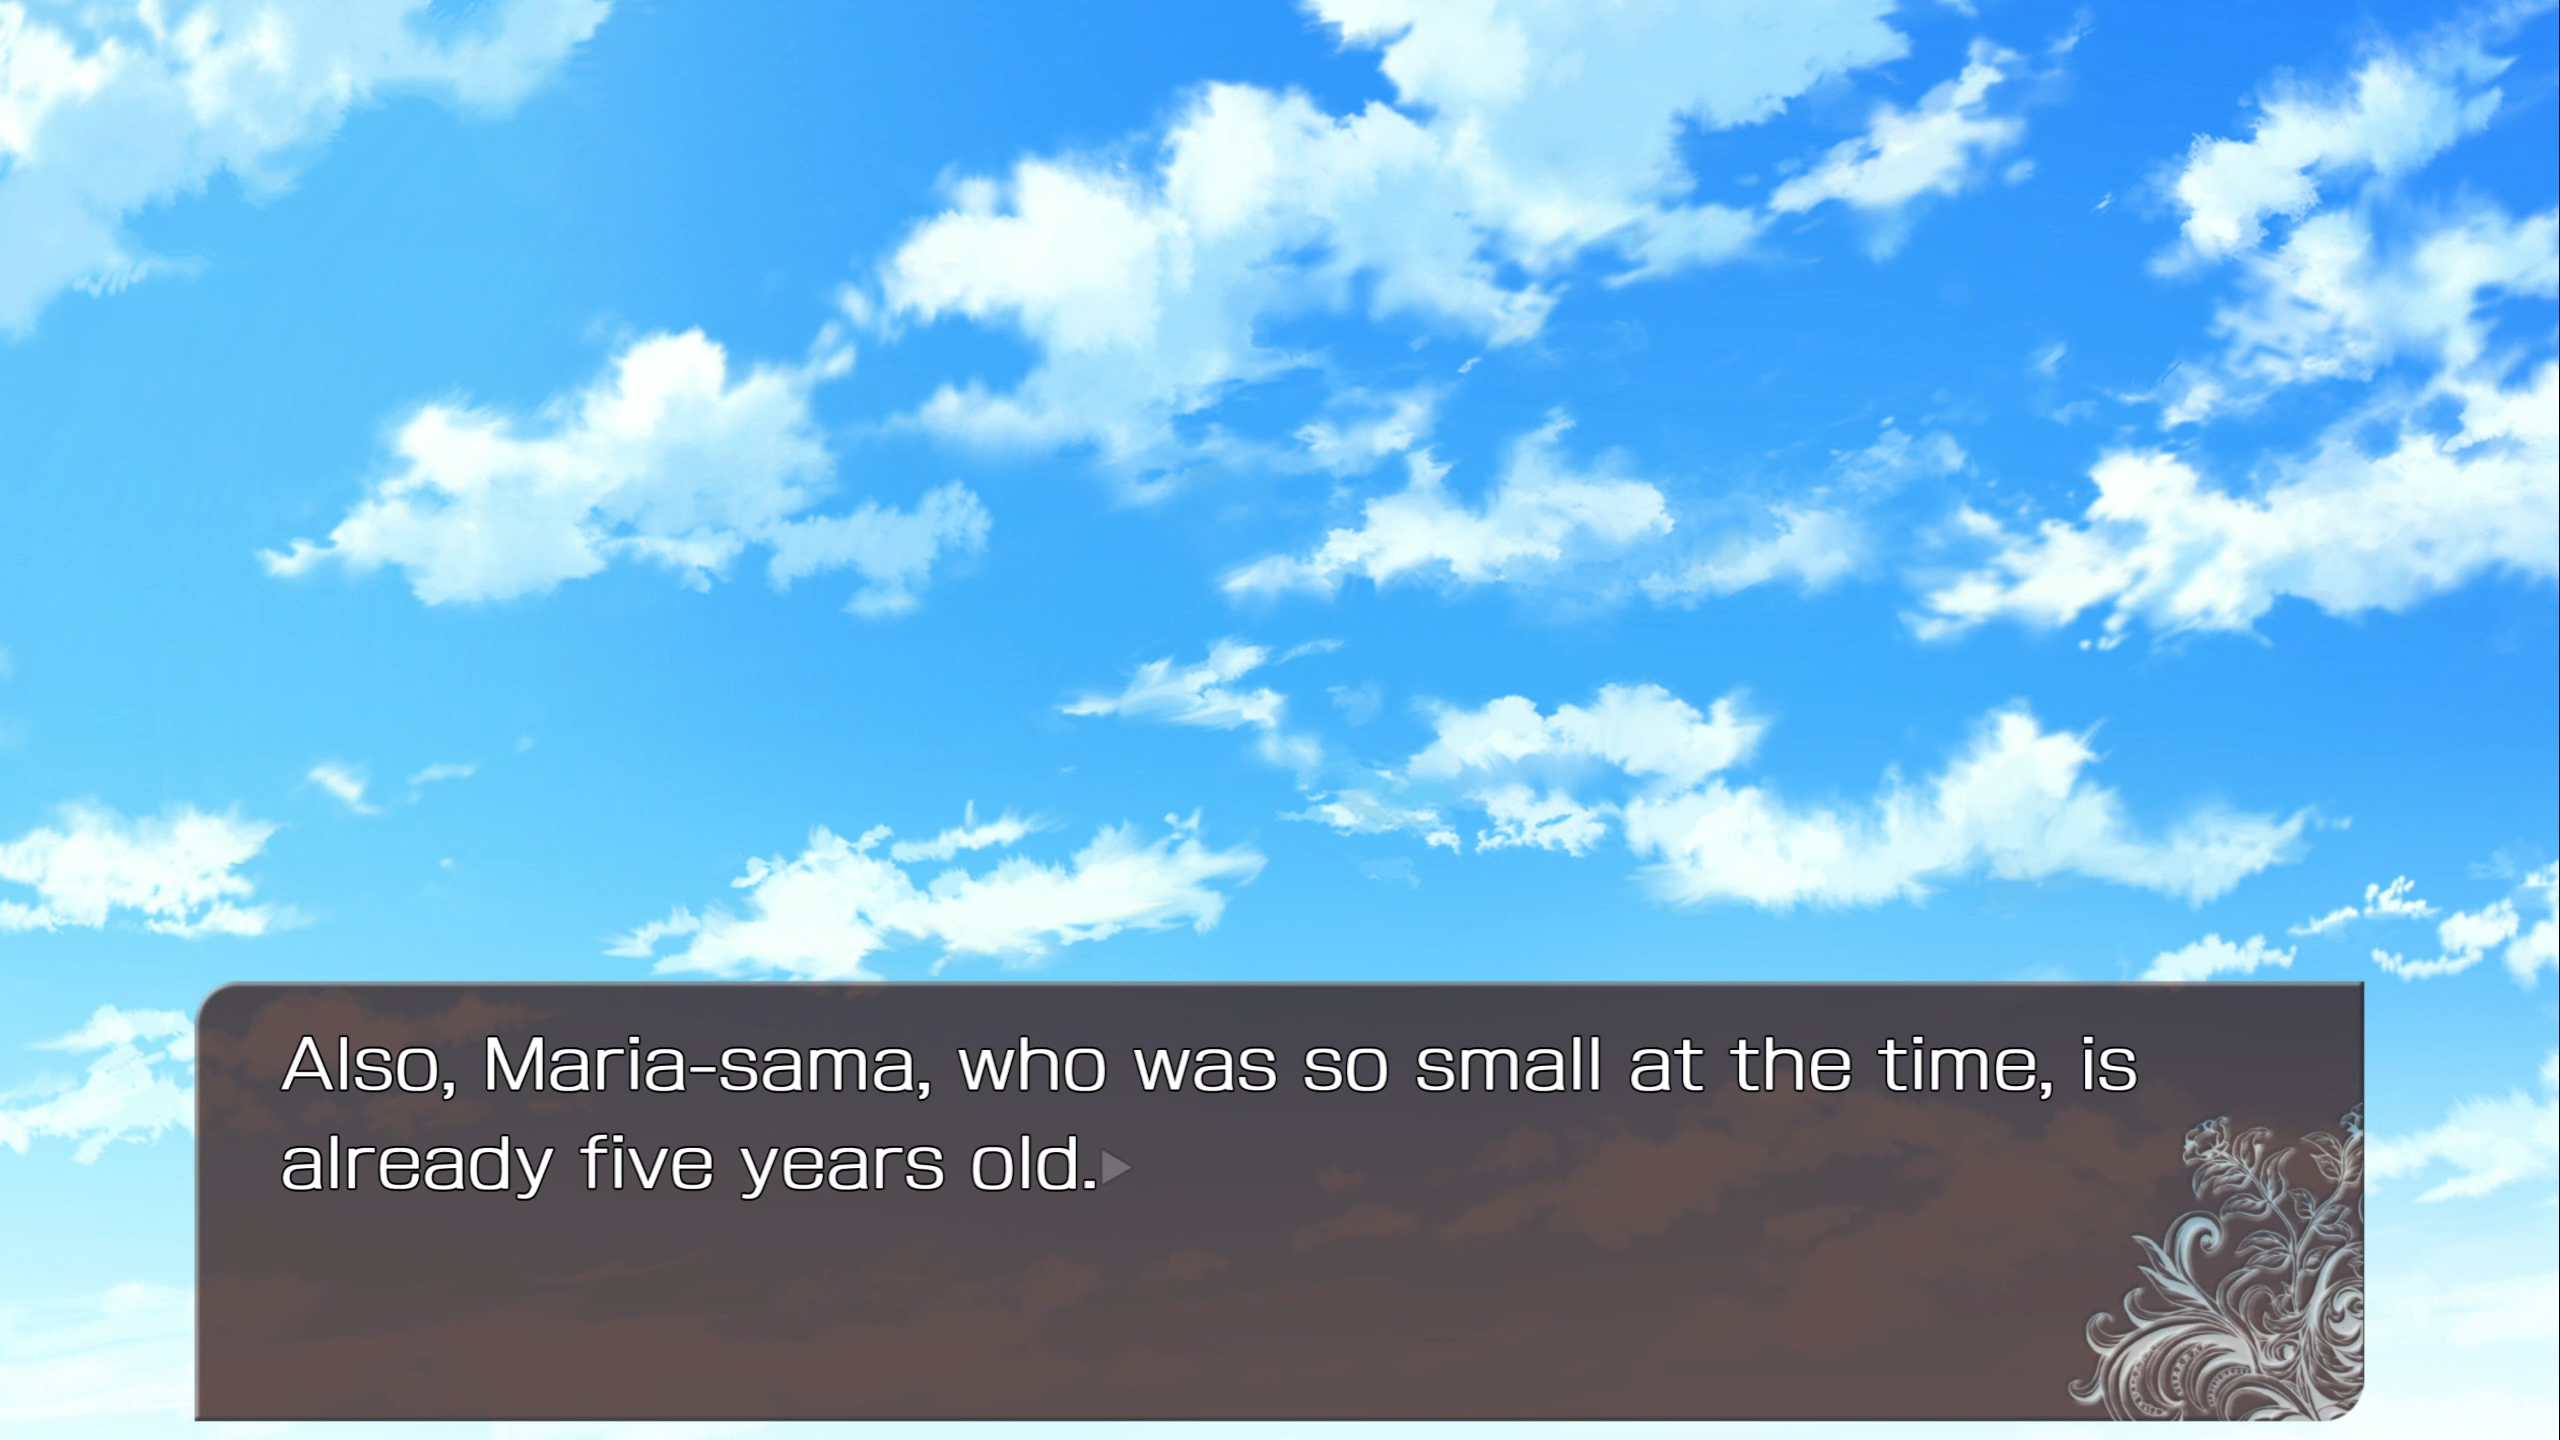 Also, Maria-sama, who was so small at the time, is
already five years old.